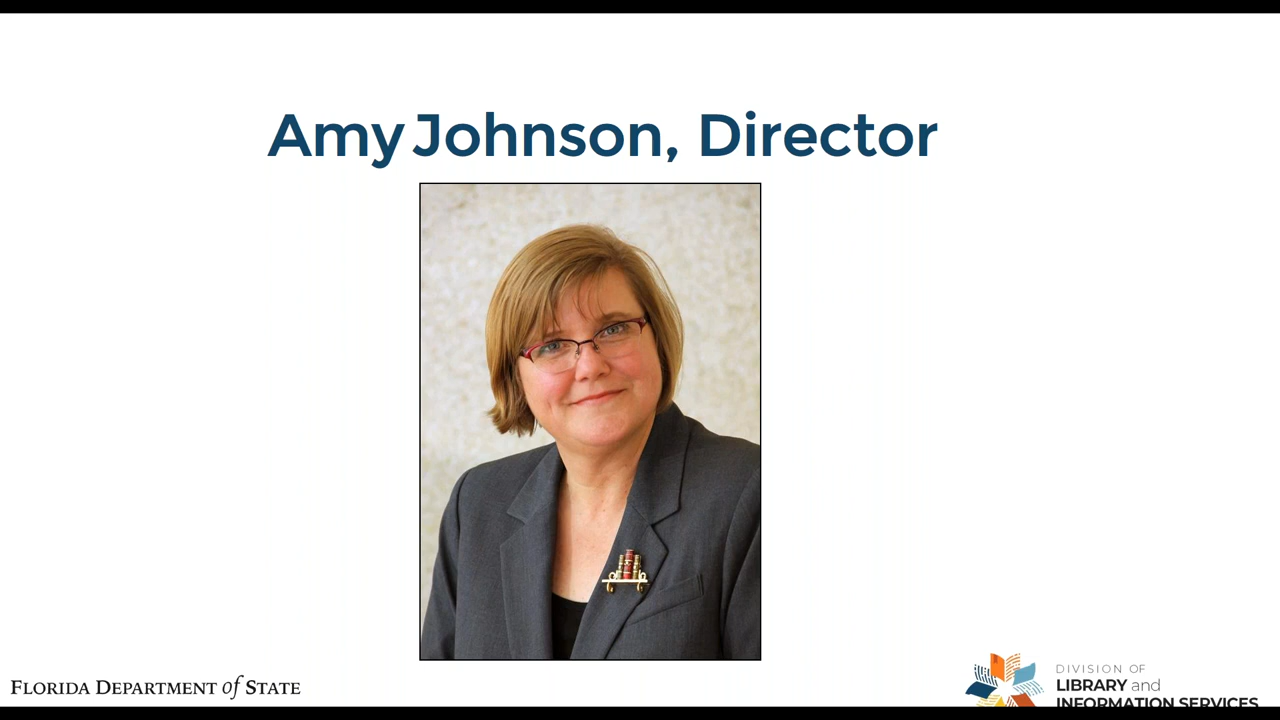 Amy Johnson, Director
FLORIDA DEPARTMENT of STATE
DIVISION OF
LIBRARY and
INFORMATION SERVICES